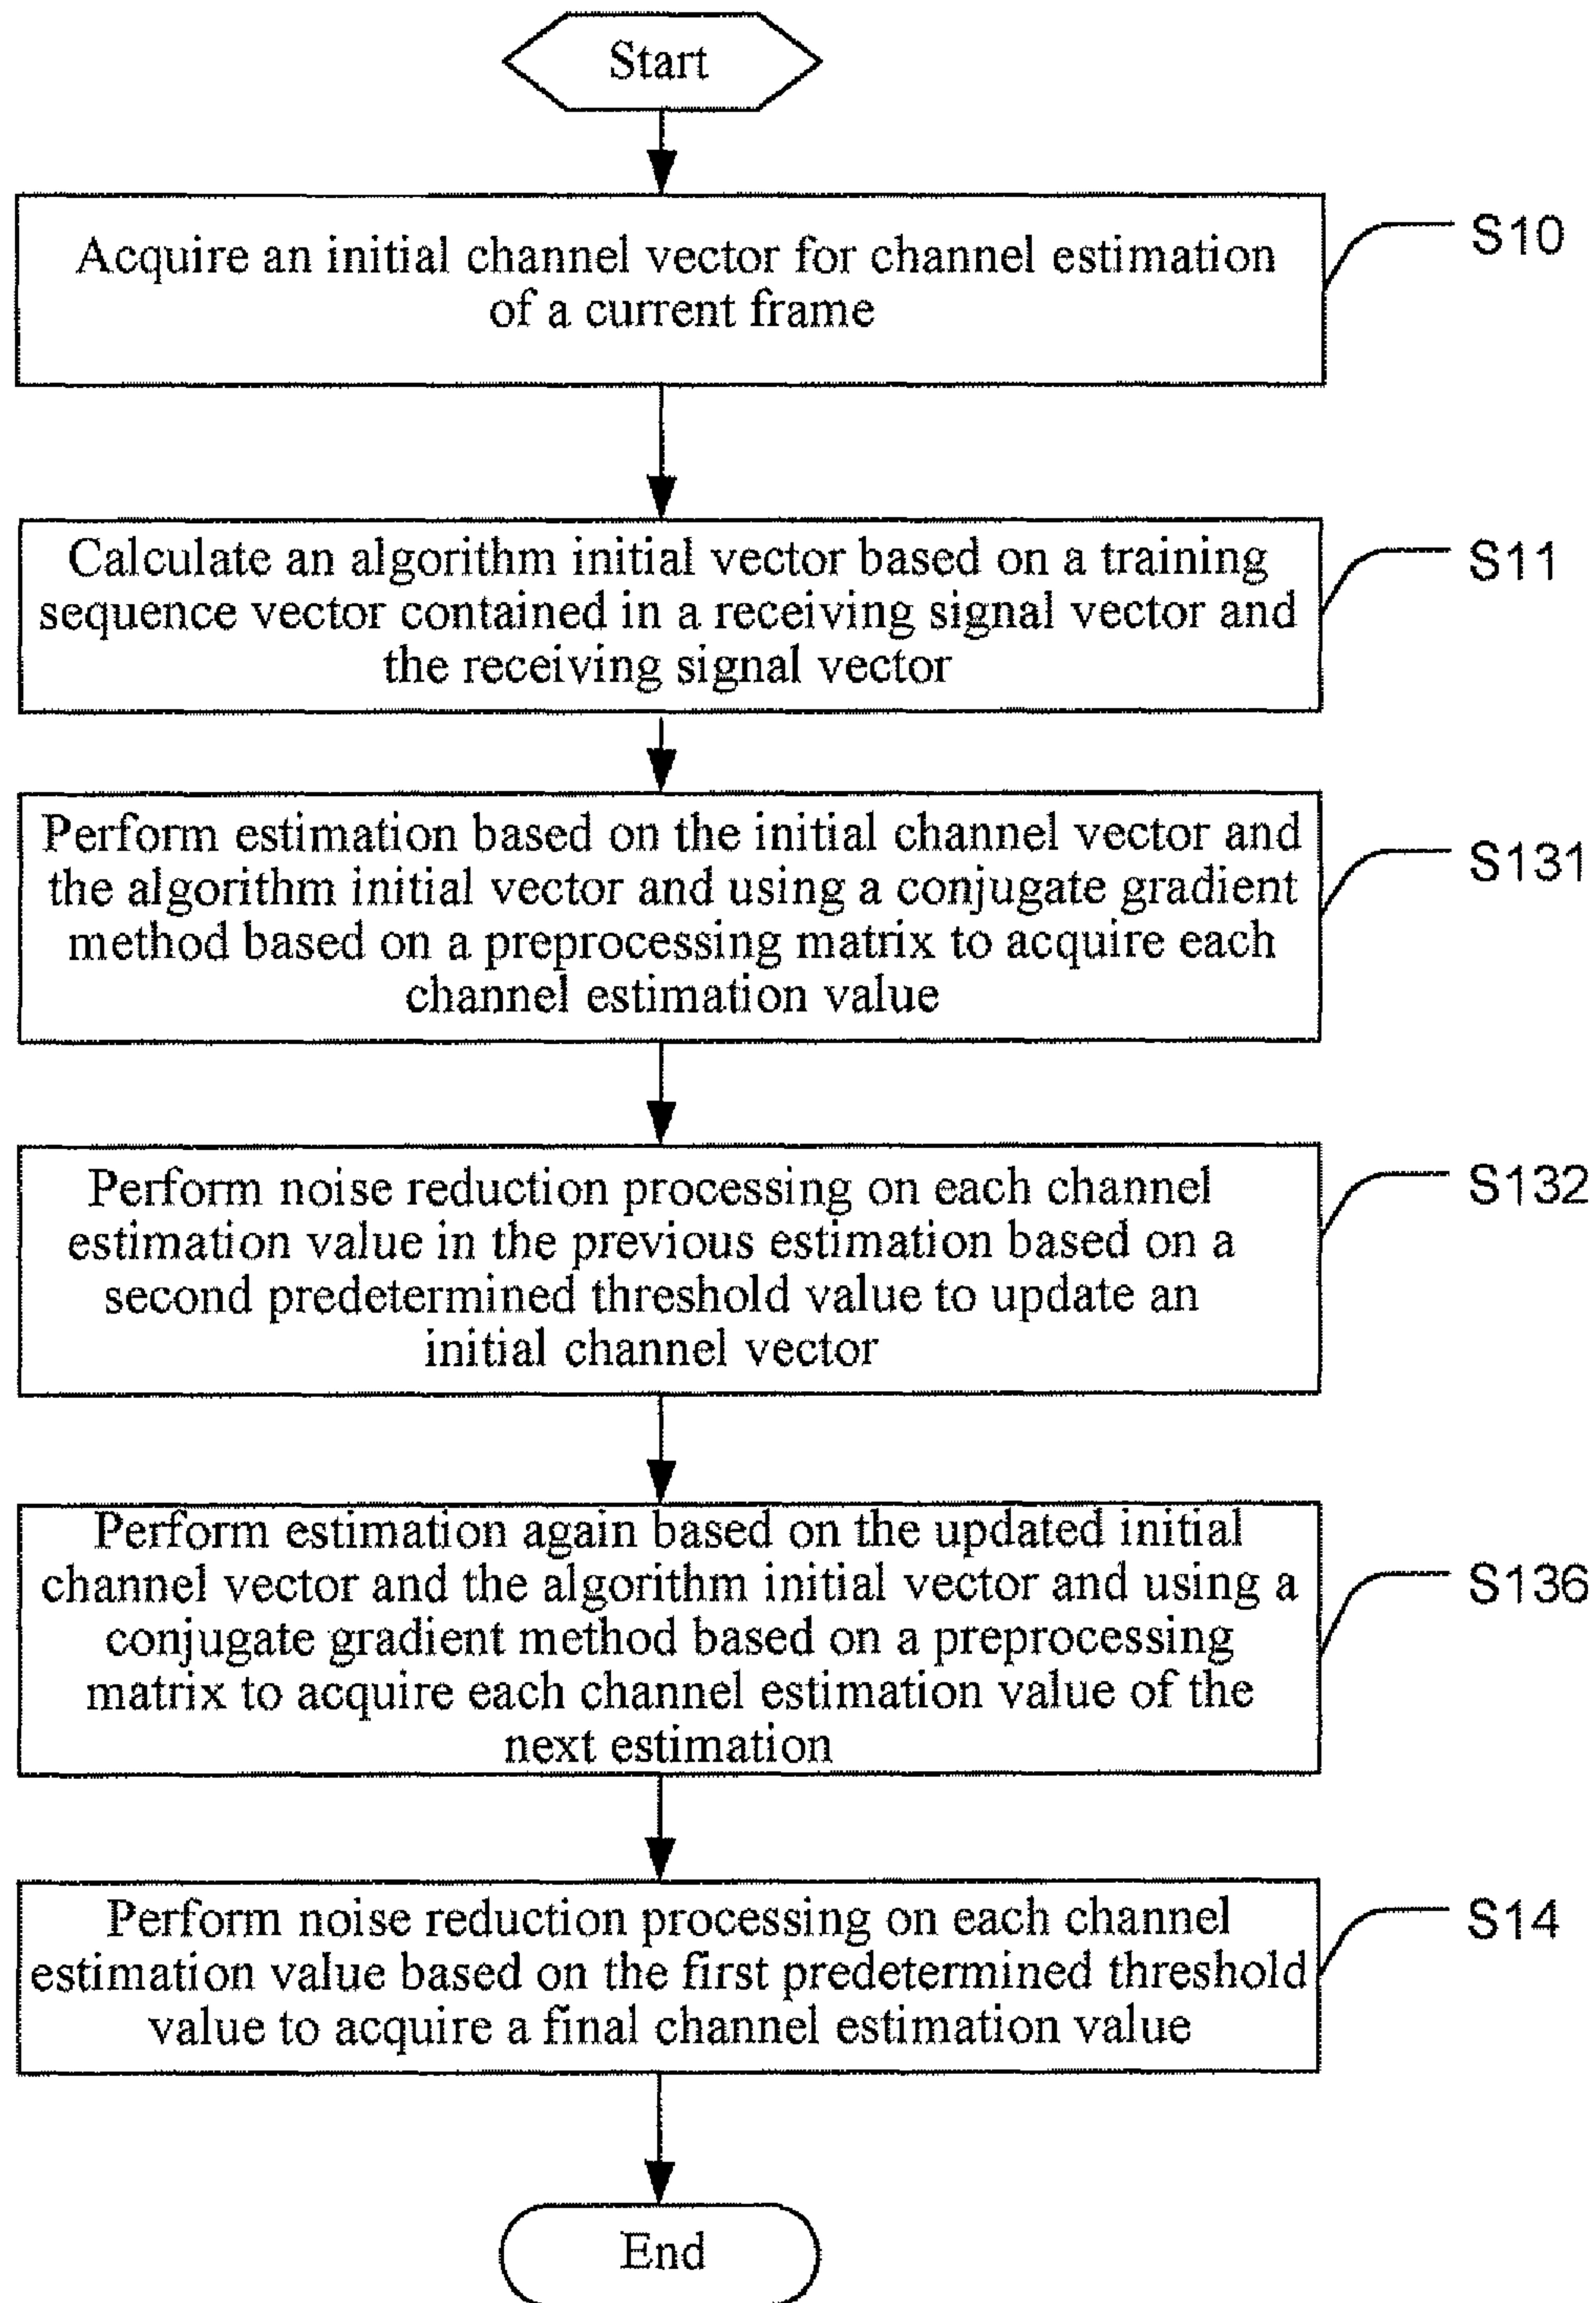 Start
Acquire an initial channel vector for channel estimation
of a current frame
S10
Calculate an algorithm initial vector based on a training
sequence vector contained in a receiving signal vector and
the receiving signal vector
S11
Perform estimation based on the initial channel vector and
the algorithm initial vector and using a conjugate gradient
method based on a preprocessing matrix to acquire each
channel estimation value
S131
Perform noise reduction processing on each channel
estimation value in the previous estimation based on a
second predetermined threshold value to update an
initial channel vector
S132
Perform estimation again based on the updated initial
channel vector and the algorithm initial vector and using a
conjugate gradient method based on a preprocessing
matrix to acquire each channel estimation value of the
next estimation
S136
Perform noise reduction processing on each channel
estimation value based on the first predetermined threshold
value to acquire a final channel estimation value
S14
End